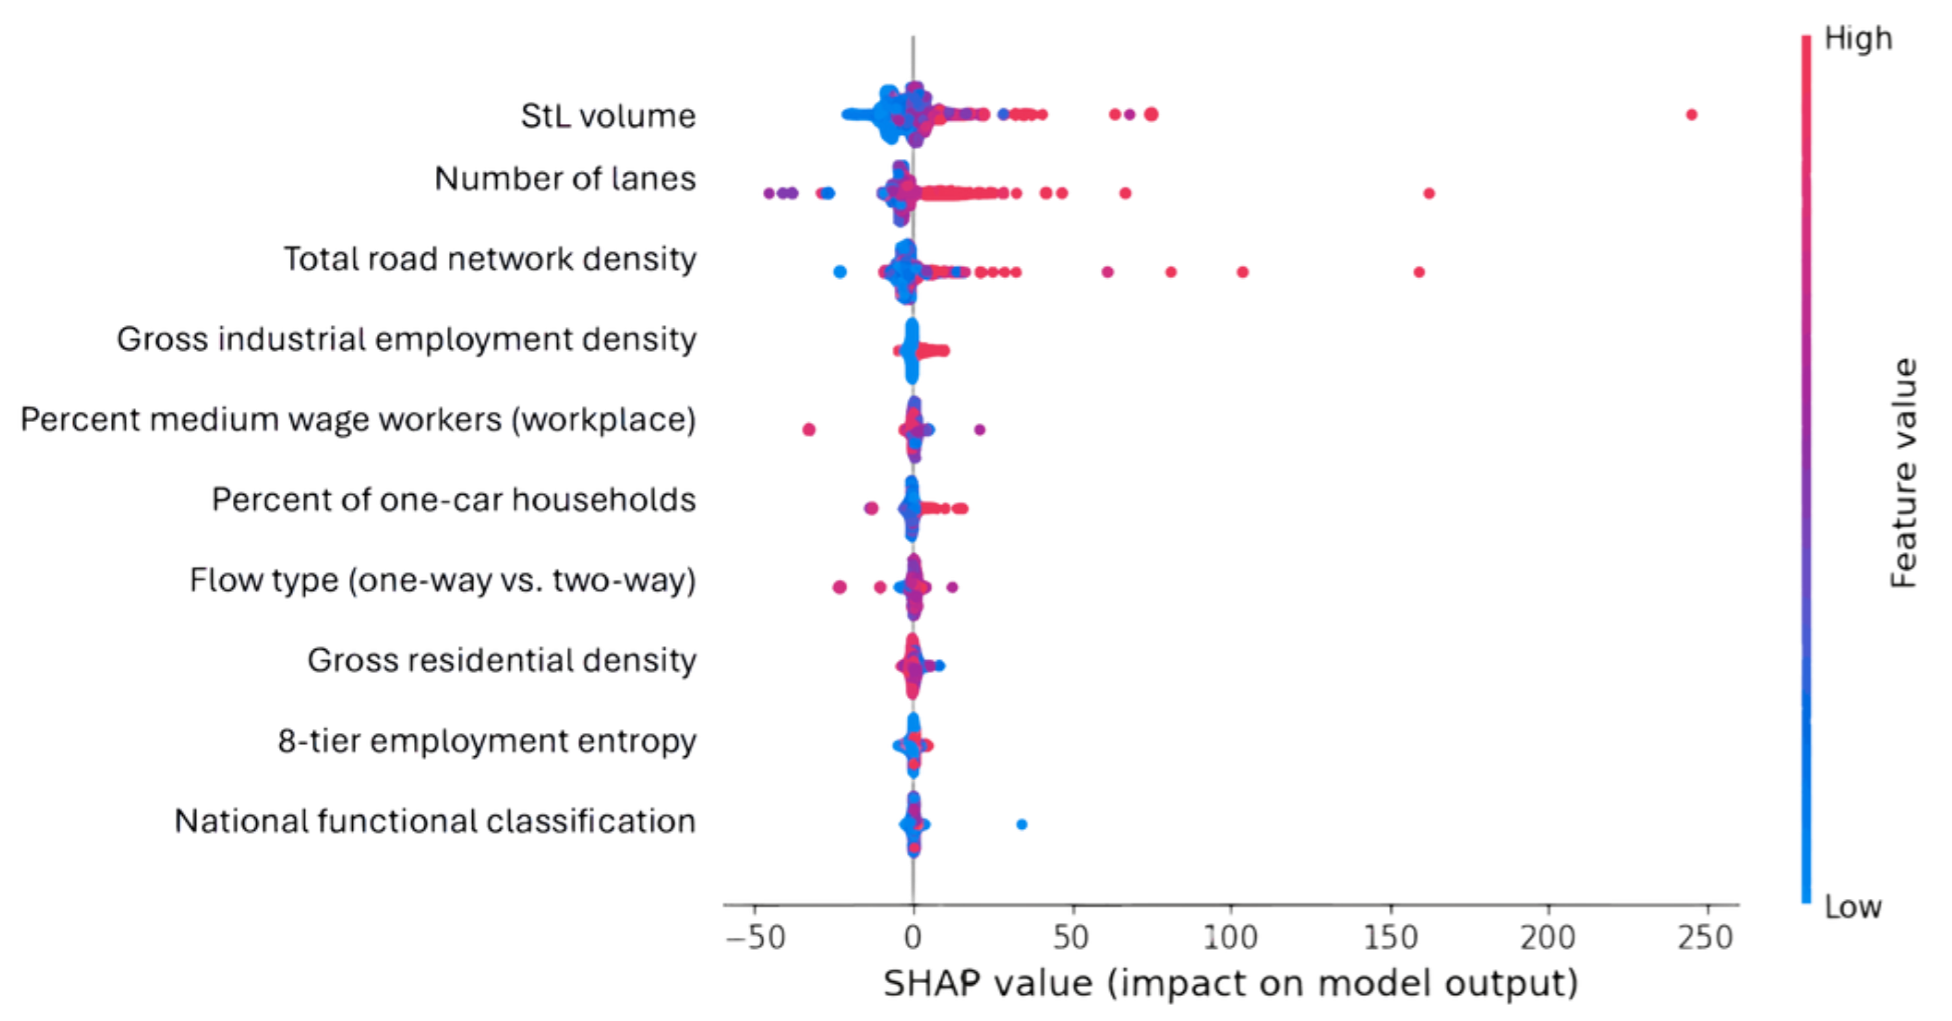 High
StL volume
Number of lanes
Total road network density
Gross industrial employment density
Percent medium wage workers (workplace)
Percent of one-car households
Flow type (one-way vs. two-way)
Gross residential density
8-tier employment entropy
National functional classification
Feature value
Low
−50 0 50 100 150 200 250
SHAP value (impact on model output)